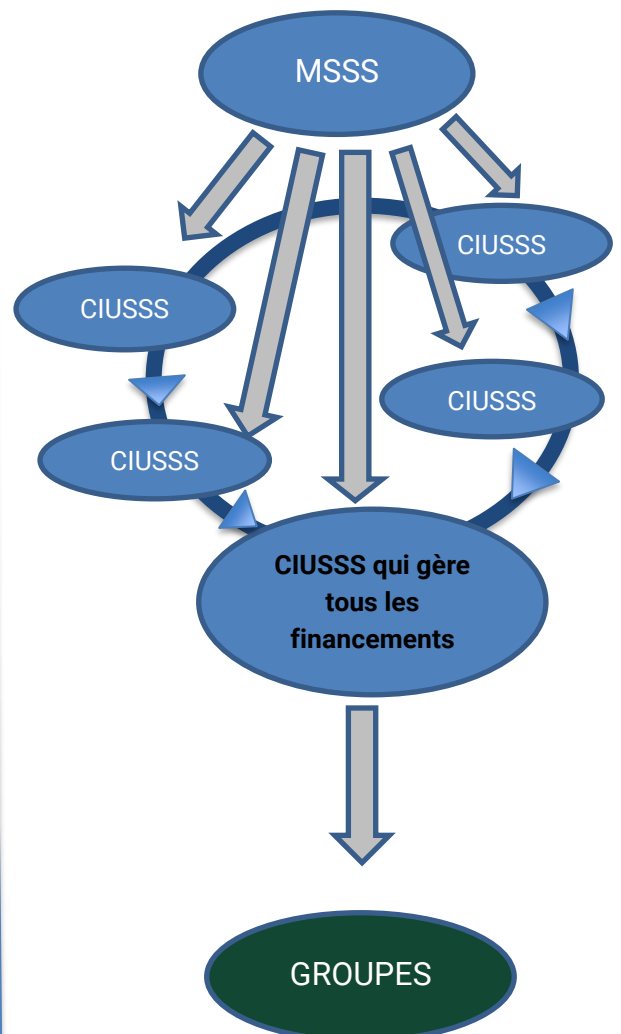 MSSS
CIUSSS
CIUSSS
CIUSSS
CIUSSS
CIUSSS qui gère
tous les
financements
GROUPES